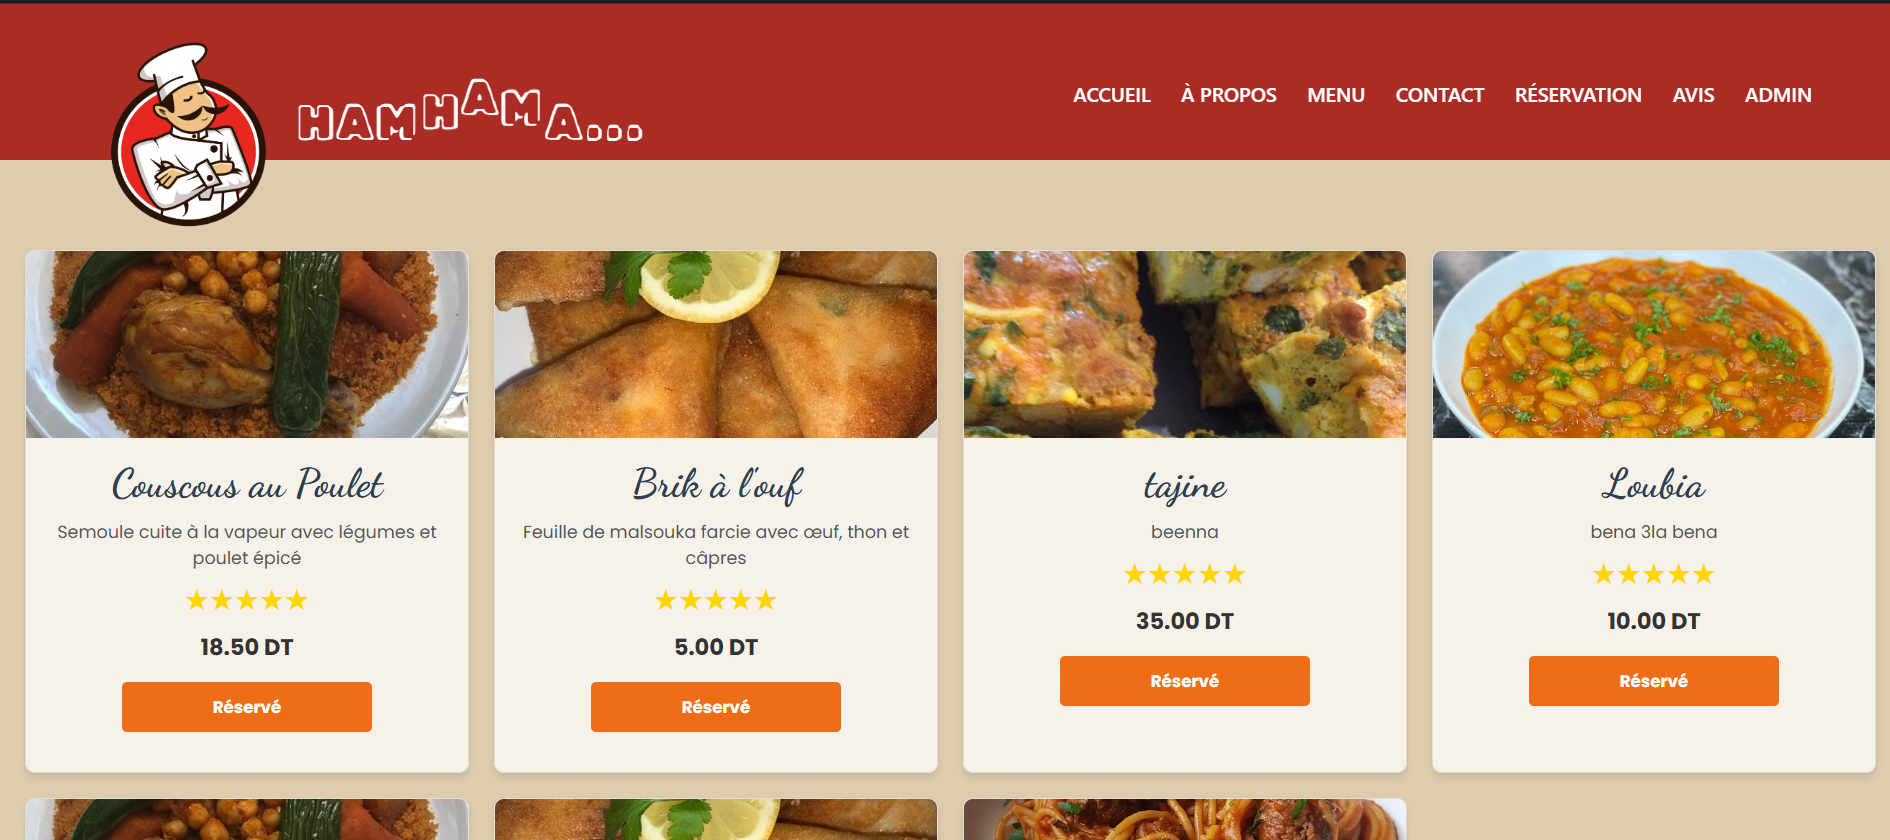 HAMHAMA...
ACCUEIL À PROPOS MENU CONTACT RÉSERVATION AVIS ADMIN
Couscous au Poulet
Semoule cuite à la vapeur avec légumes et
poulet épicé
★★★★★
18.50 DT
Réservé
Brik à l'ouf
Feuille de malsouka farcie avec œuf, thon et
câpres
★★★★★
5.00 DT
Réservé
tajine
beenna
★★★★★
35.00 DT
Réservé
Loubia
bena 3la bena
★★★★★
10.00 DT
Réservé